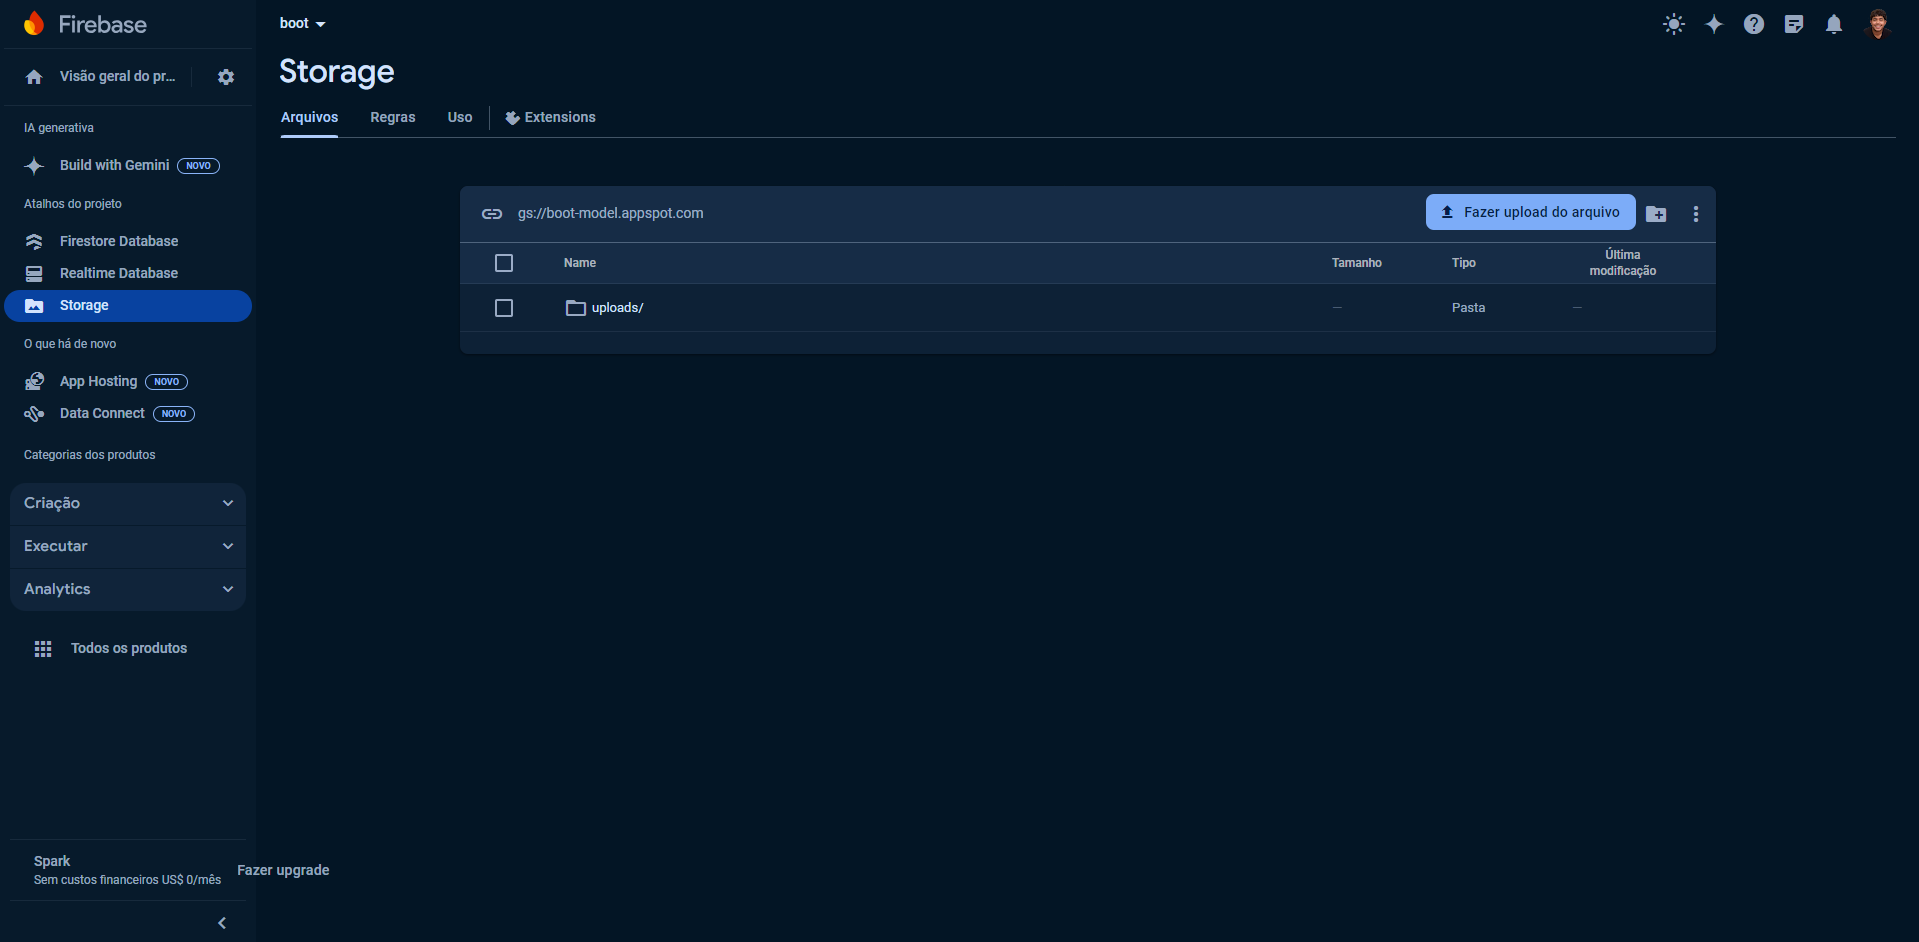 Firebase
boot
Visão geral do pr...
Storage
Arquivos
Regras
Uso
Extensions
IA generativa
Build with Gemini NOVO
Atalhos do projeto
Firestore Database
Realtime Database
Storage
O que há de novo
App Hosting NOVO
Data Connect NOVO
Categorias dos produtos
Criação
Executar
Analytics
Todos os produtos
Spark
Sem custos financeiros US$ 0/mês
Fazer upgrade
gs://boot-model.appspot.com
Fazer upload do arquivo
Name
Tamanho
Tipo
Última
modificação
uploads/
—
Pasta
—